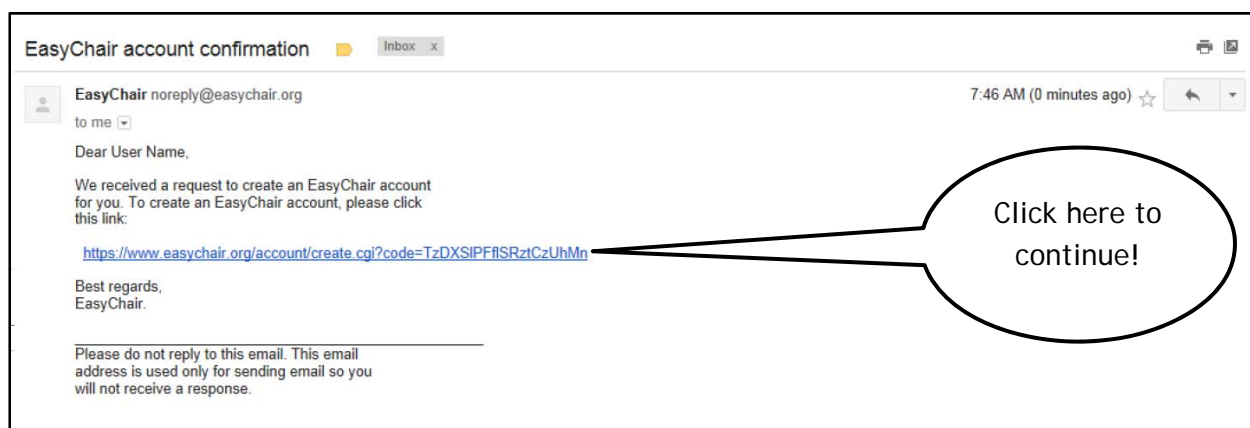 EasyChair account confirmation Inbox x
EasyChair noreply@easychair.org 7:46 AM (0 minutes ago)
to me
Dear User Name,
We received a request to create an EasyChair account
for you. To create an EasyChair account, please click
this link:
https://www.easychair.org/account/create.cgi?code=TzDXSIPFfISRztCzUhMn
Click here to
continue!
Best regards,
EasyChair.
Please do not reply to this email. This email
address is used only for sending email so you
will not receive a response.